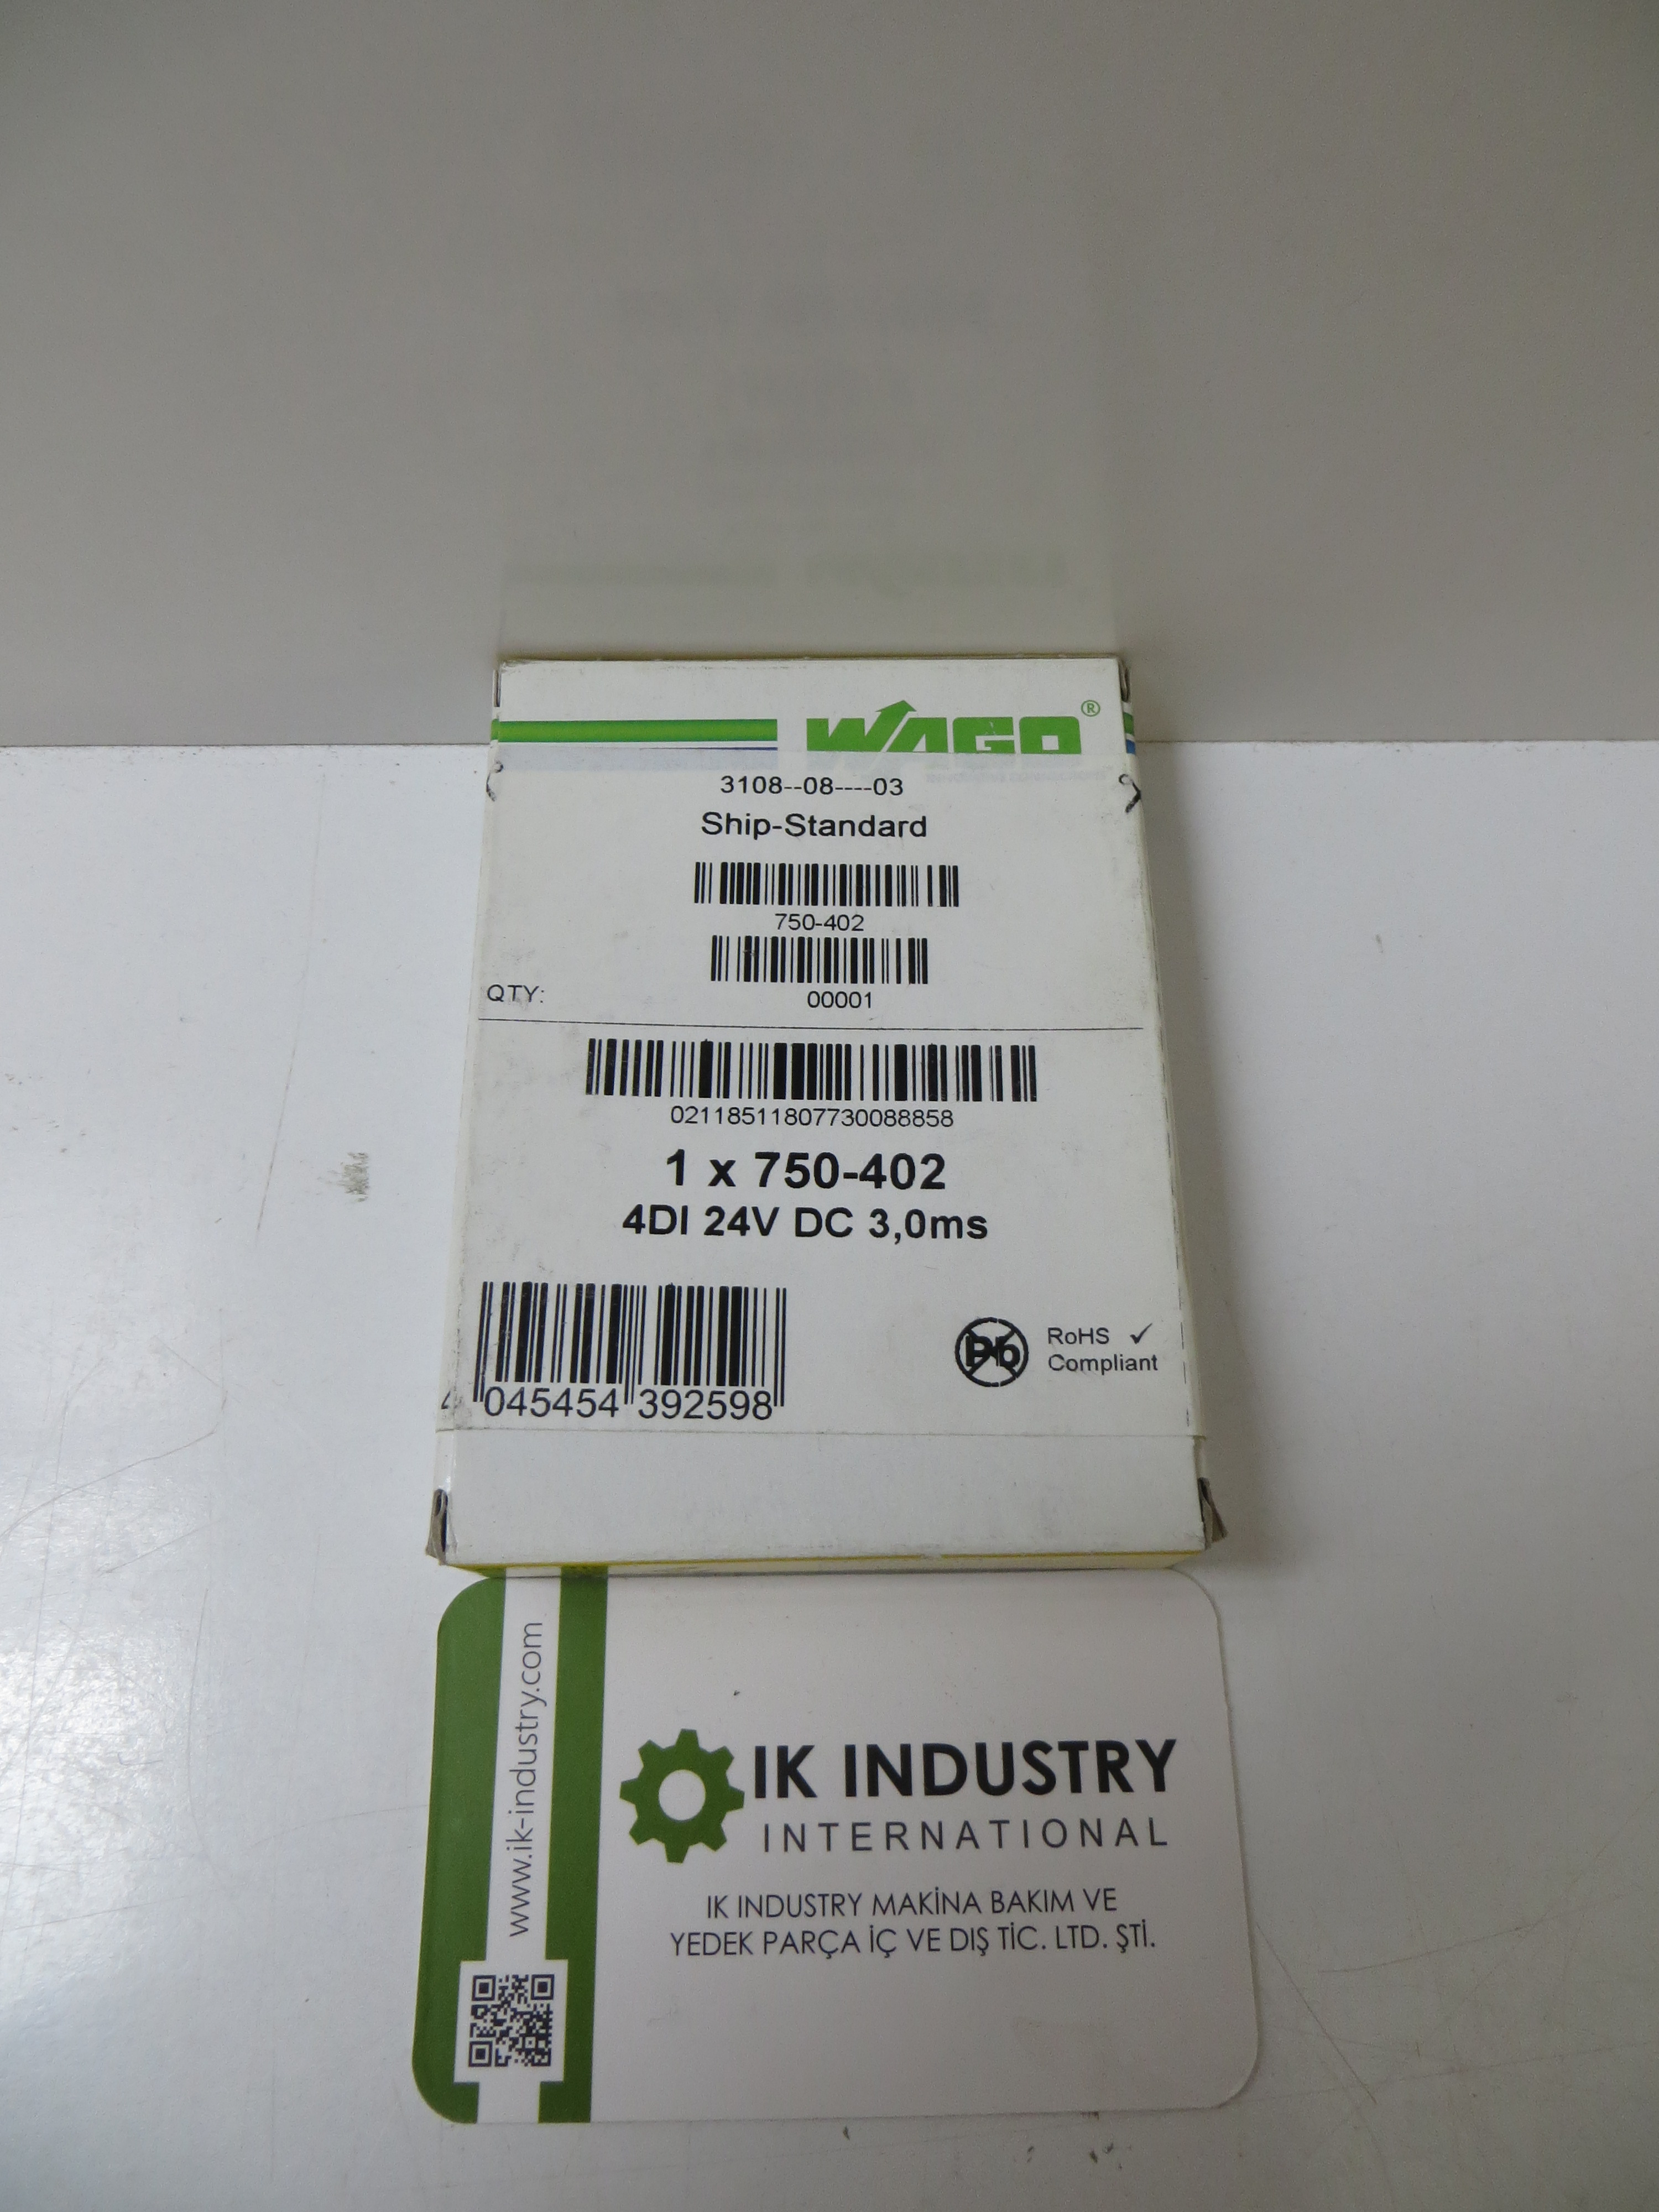 WAGO®
3108--08----03
Ship-Standard
750-402
QTY: 00001
02118511807730088858
1 x 750-402
4DI 24V DC 3,0ms
4 045454 392598
Pb
RoHS ✓
Compliant
www.ik-industry.com
IK INDUSTRY
INTERNATIONAL
IK INDUSTRY MAKİNA BAKIM VE
YEDEK PARÇA İÇ VE DIŞ TİC. LTD. ŞTİ.